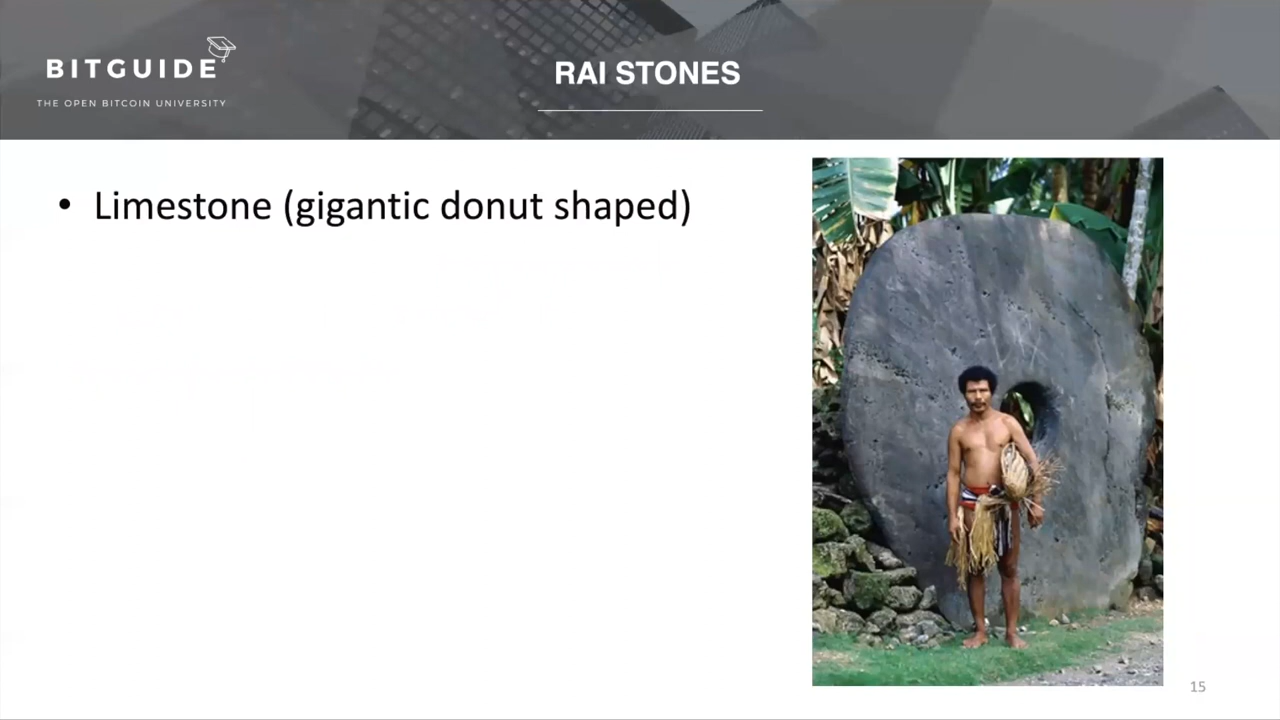 BITGUIDE
THE OPEN BITCOIN UNIVERSITY
RAI STONES
• Limestone (gigantic donut shaped)
15